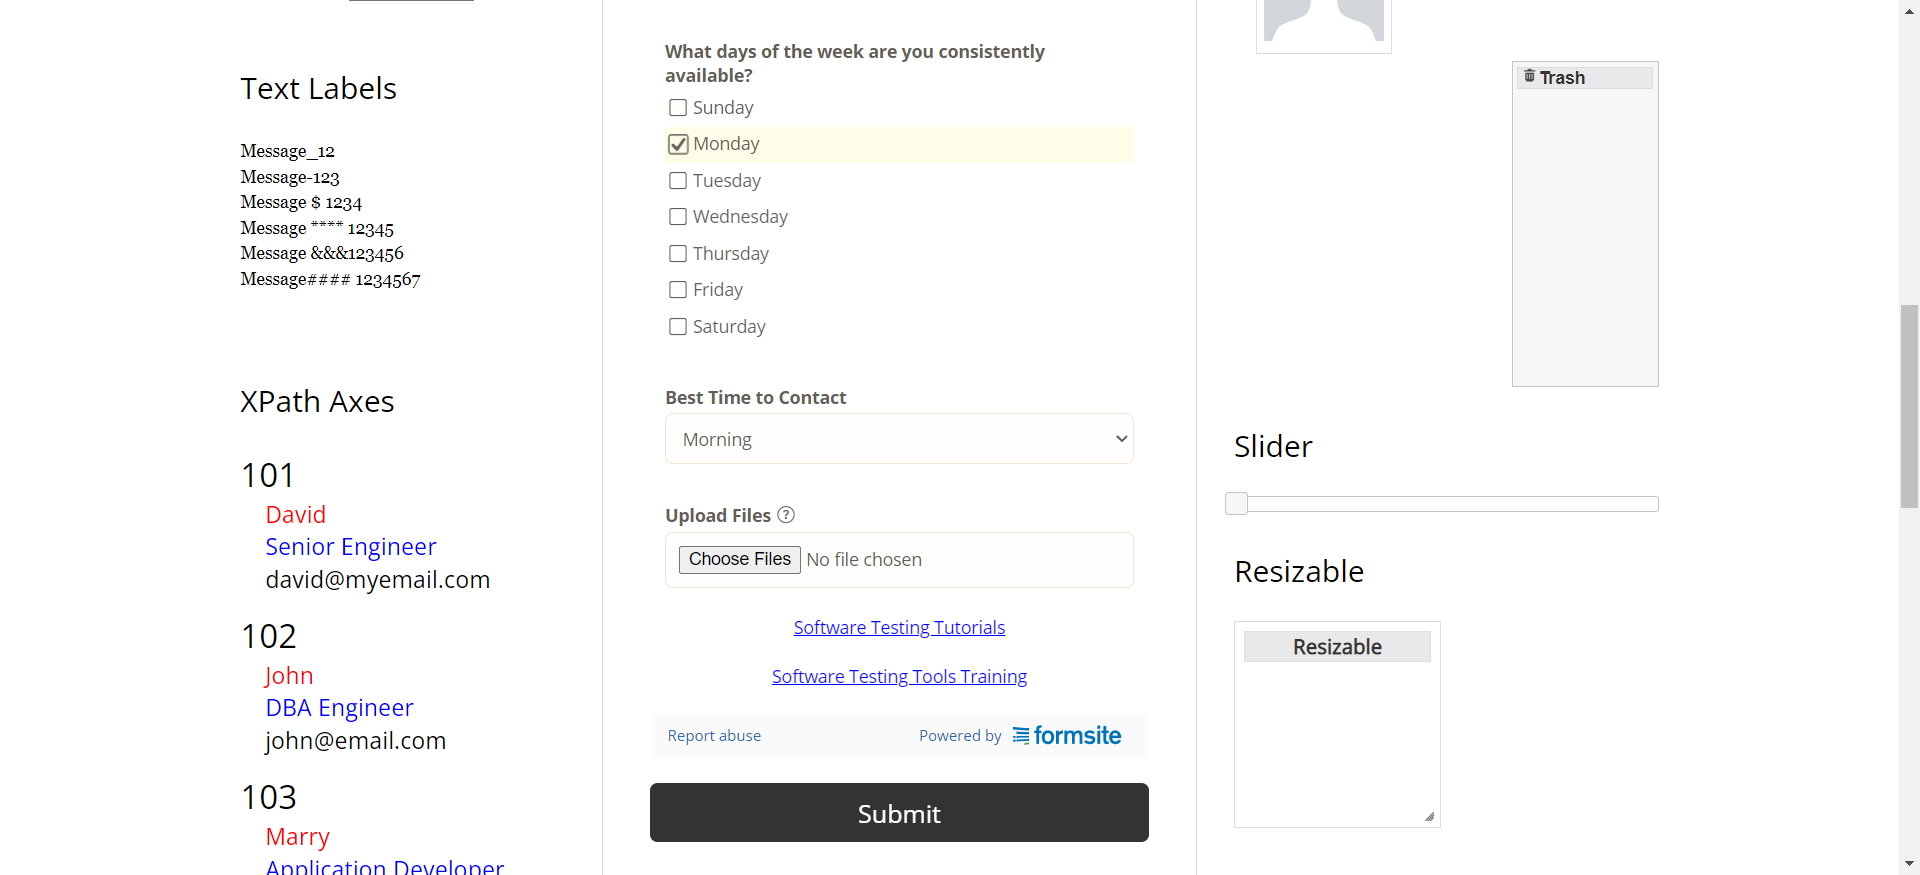 Text Labels
Message_12
Message-123
Message $ 1234
Message **** 12345
Message &&&123456
Message#### 1234567
XPath Axes
101
David
Senior Engineer
david@myemail.com
102
John
DBA Engineer
john@email.com
103
Marry
Application Developer
What days of the week are you consistently
available?
Sunday
Monday
Tuesday
Wednesday
Thursday
Friday
Saturday
Best Time to Contact
Morning
Upload Files ?
Choose Files No file chosen
Software Testing Tutorials
Software Testing Tools Training
Report abuse
Powered by formsite
Submit
Trash
Slider
Resizable
Resizable